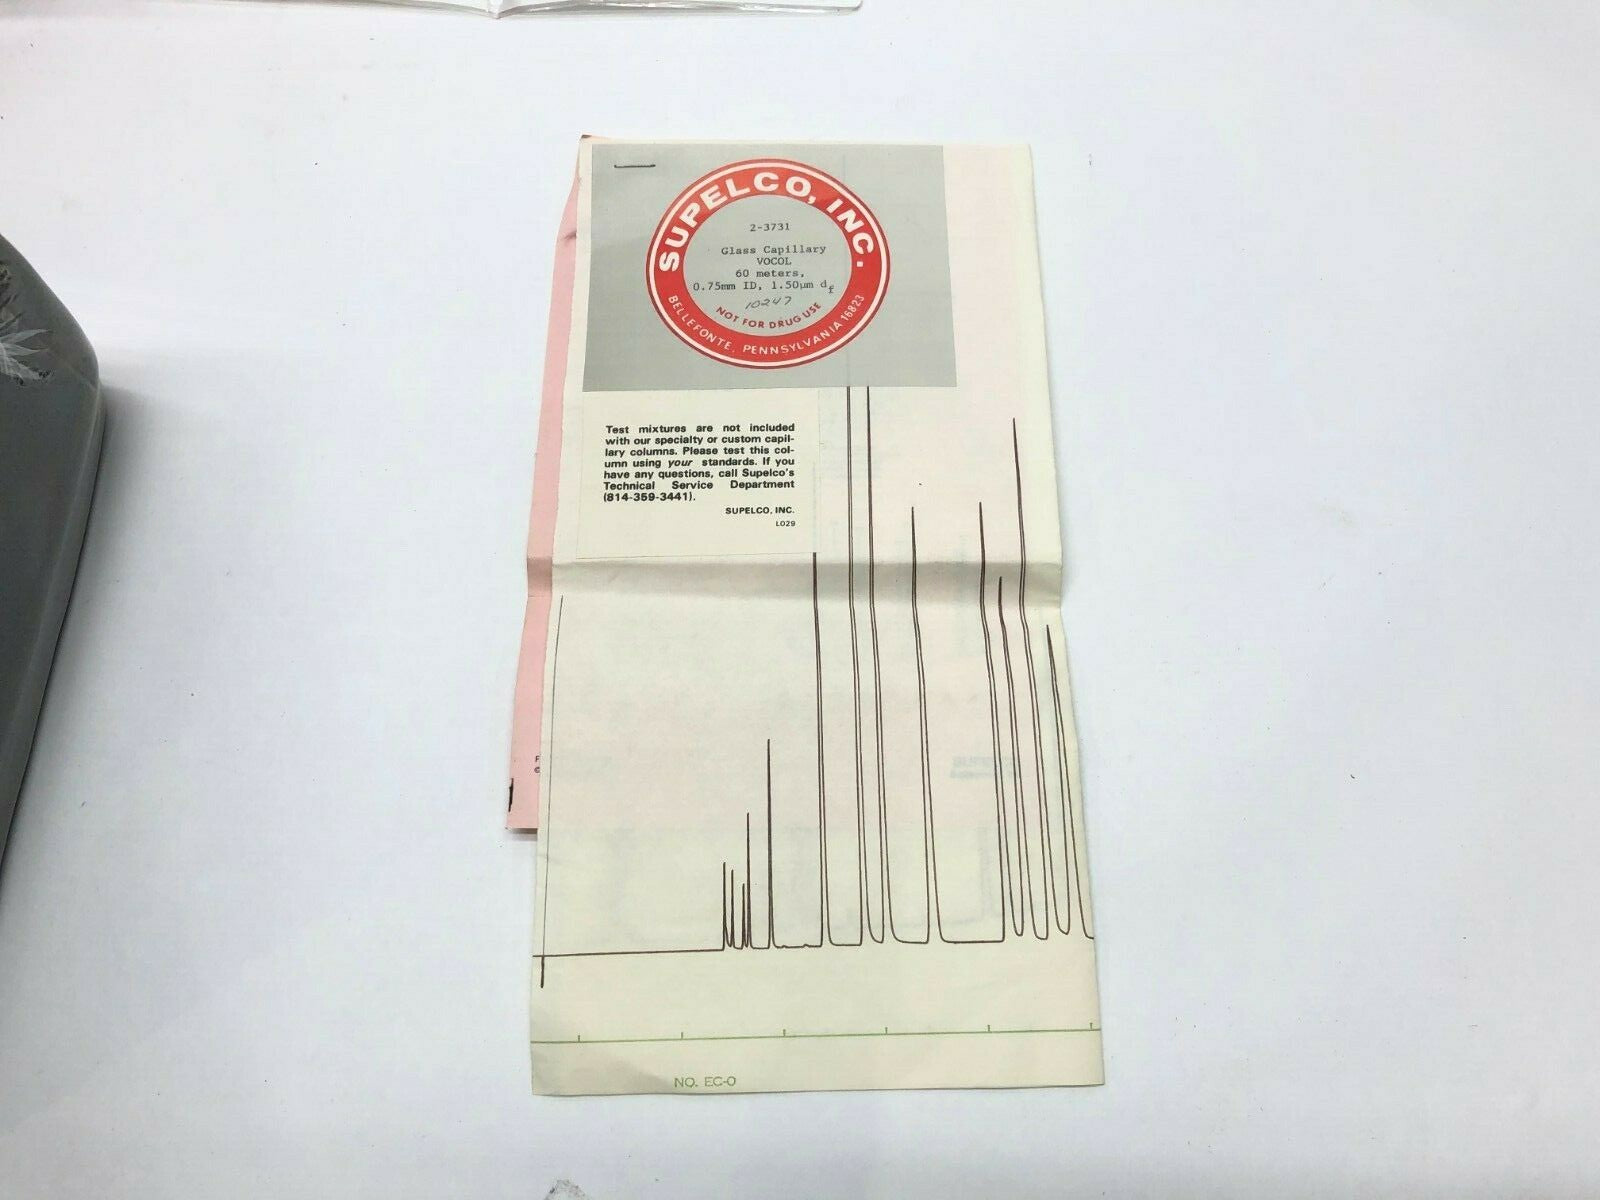 SUPELCO, INC.
2-3731
Glass Capillary
VOCOL
60 meters,
0.75mm ID, 1.50μm df
10247
NOT FOR DRUG USE
BELLEFONTE, PENNSYLVANIA 16823
Test mixtures are not included
with our specialty or custom capil-
lary columns. Please test this col-
umn using your standards. If you
have any questions, call Supelco's
Technical Service Department
(814-359-3441).
SUPELCO, INC.
L029
F
©
NO. EC-0